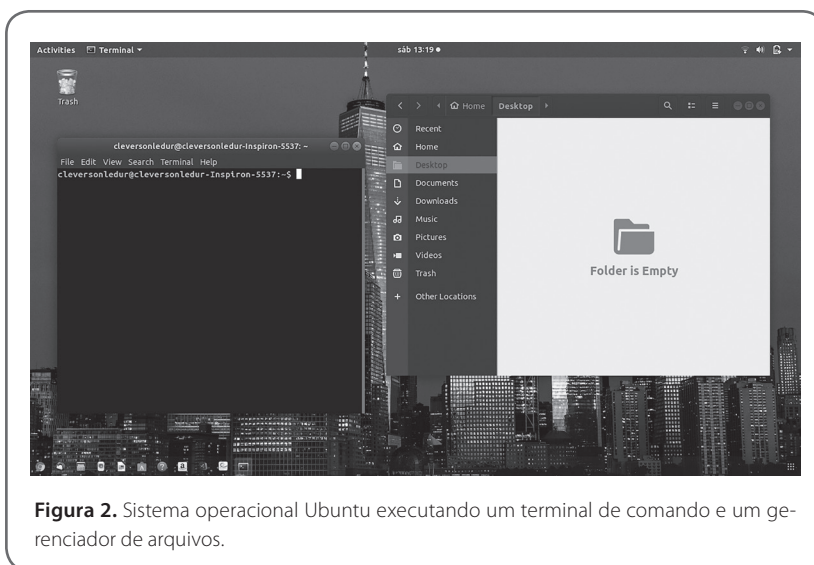 Activities Terminal sáb 13:19
Trash
cleversonledur@cleversonledur-Inspiron-5537: ~
File Edit View Search Terminal Help
cleversonledur@cleversonledur-Inspiron-5537:~$
Home Desktop
Recent
Home
Desktop
Documents
Downloads
Music
Pictures
Videos
Trash
+ Other Locations
Folder is Empty
Figura 2. Sistema operacional Ubuntu executando um terminal de comando e um ge-
renciador de arquivos.